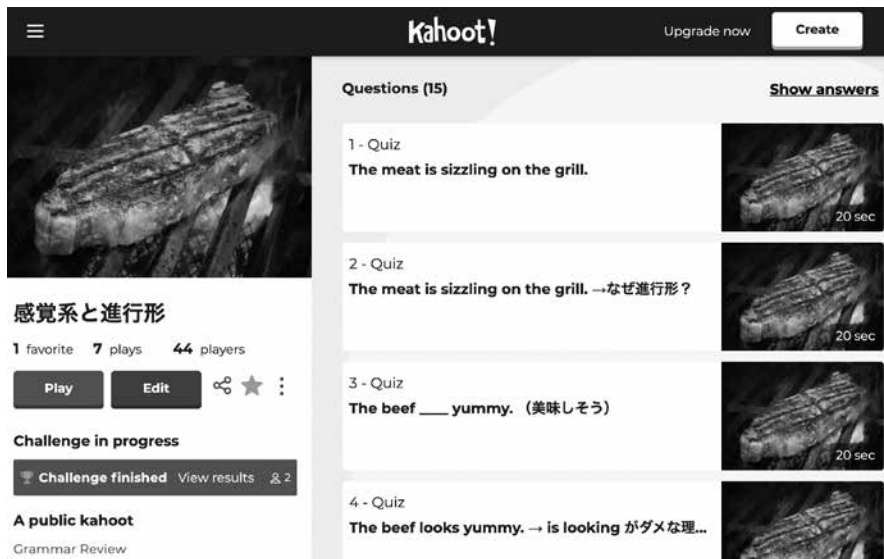 Kahoot!
Upgrade now
Create
感覚系と進行形
1 favorite 7 plays 44 players
Play
Edit
Challenge in progress
Challenge finished View results 2
A public kahoot
Grammar Review
Questions (15)
Show answers
1 - Quiz
The meat is sizzling on the grill.
20 sec
2 - Quiz
The meat is sizzling on the grill. →なぜ進行形？
20 sec
3 - Quiz
The beef ___ yummy. （美味しそう）
20 sec
4 - Quiz
The beef looks yummy. → is looking がダメな理...